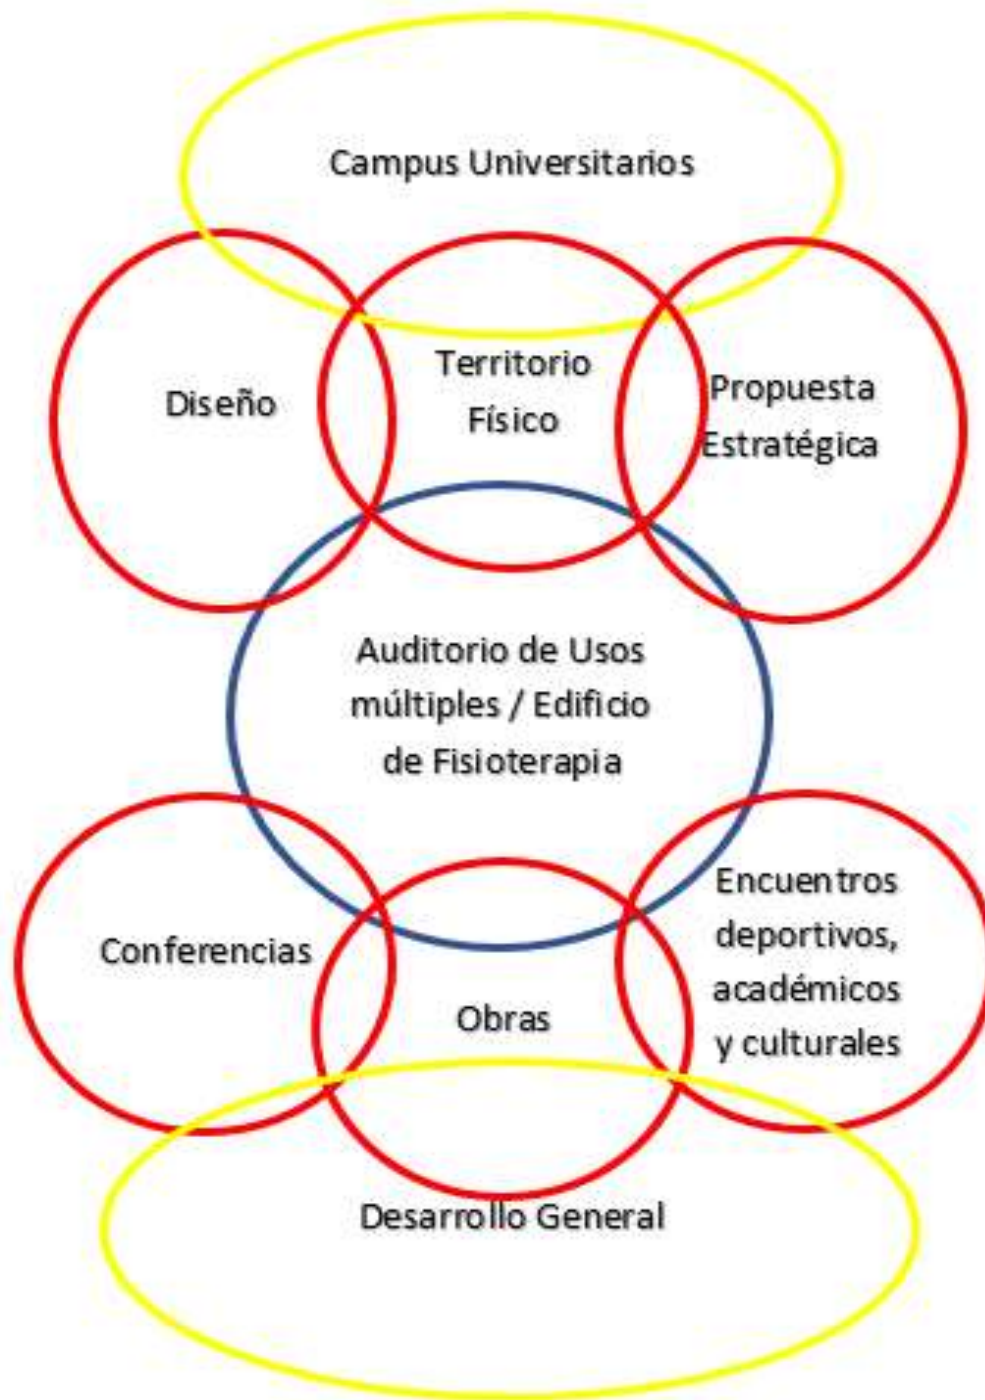 Campus Universitarios
Diseño
Territorio
Físico
Propuesta
Estratégica
Auditorio de Usos
múltiples / Edificio
de Fisioterapia
Conferencias
Obras
Encuentros
deportivos,
académicos
y culturales
Desarrollo General